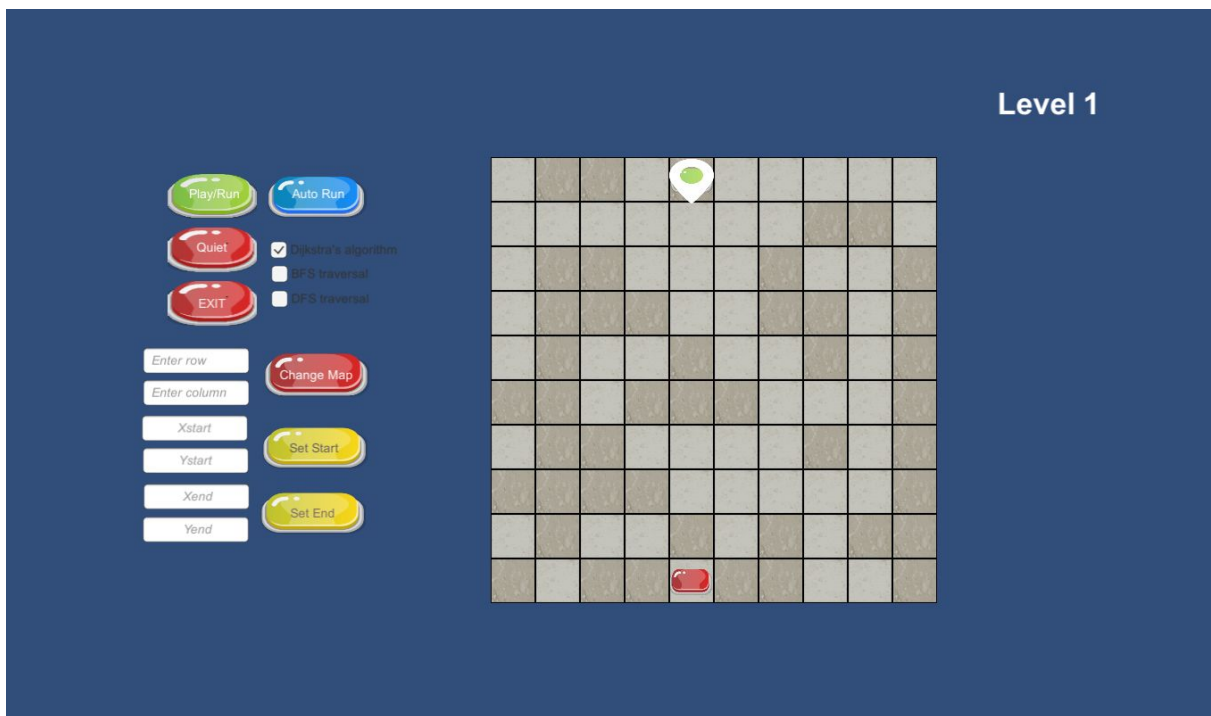 Level 1
Play/Run
Auto Run
Quiet
Dijkstra's algorithm
BFS traversal
EXIT
DFS traversal
Enter row
Change Map
Enter column
Xstart
Set Start
Ystart
Xend
Set End
Yend